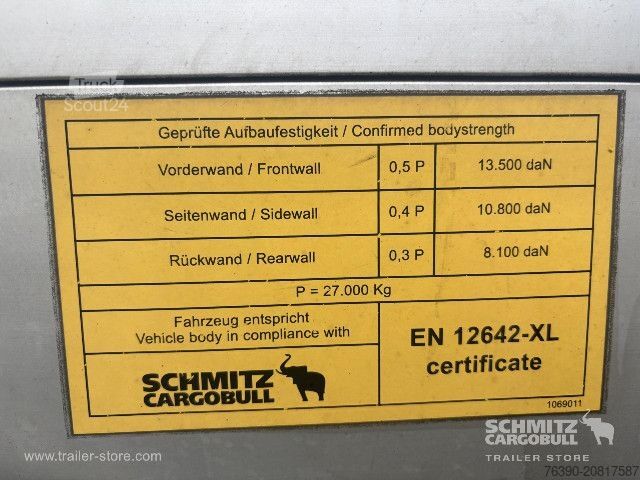 Truck
Scout24
Geprüfte Aufbaufestigkeit / Confirmed bodystrength
Vorderwand / Frontwall 0,5 P 13.500 daN
Seitenwand / Sidewall 0,4 P 10.800 daN
Rückwand / Rearwall 0,3 P 8.100 daN
P = 27.000 Kg
Fahrzeug entspricht
Vehicle body in compliance with
EN 12642-XL
certificate
SCHMITZ
CARGOBULL
1069011
SCHMITZ
CARGOBULL
TRAILER STORE
www.trailer-store.com
76390-20817587